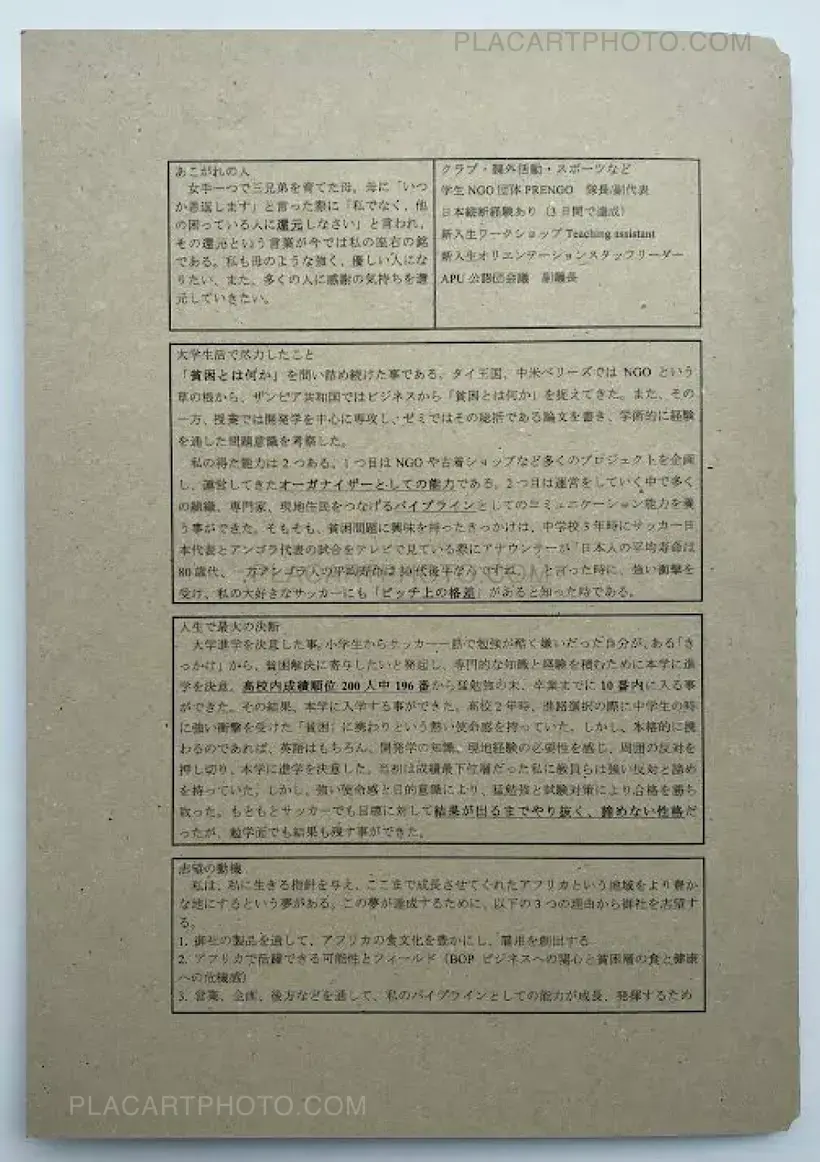 PLACARTPHOTO.COM
あこがれの人
女手一つで三兄弟を育てた母。母に「いつ
か恩返します」と言った際に「私でなく、他
の困っている人に還元しなさい」と言われ、
その還元という言葉が今では私の座右の銘
である。私も母のような強く、優しい人にな
りたい、また、多くの人に感謝の気持ちを還
元していきたい。
クラブ・課外活動・スポーツなど
学生 NGO 団体 PRENGO 隊長/副代表
日本縦断経験あり（3 日間で達成）
新入生ワークショップ Teaching assistant
新入生オリエンテーションスタッフリーダー
APU 公認団会議 副議長
大学生活で尽力したこと
「貧困とは何か」を問い詰め続けた事である。タイ王国、中米ベリーズでは NGO という
草の根から、ザンビア共和国ではビジネスから「貧困とは何か」を捉えてきた。また、その
一方、授業では開発学を中心に専攻し、ゼミではその総括である論文を書き、学術的に経験
を通した問題意識を考察した。
私の得た能力は 2 つある。1 つ目は NGO や古着ショップなど多くのプロジェクトを企画
し、運営してきたオーガナイザーとしての能力である。2 つ目は運営をしていく中で多く
の組織、専門家、現地住民をつなげるパイプラインとしてのコミュニケーション能力を養
う事ができた。そもそも、貧困問題に興味を持ったきっかけは、中学校 3 年時にサッカー日
本代表とアンゴラ代表の試合をテレビで見ている際にアナウンサーが「日本人の平均寿命は
80 歳代、一方アンゴラ人の平均寿命は 30 代後半なんですね。」と言った時に、強い衝撃を
受け、私の大好きなサッカーにも「ピッチ上の格差」があると知った時である。
人生で最大の決断
大学進学を決意した事。小学生からサッカー一筋で勉強が酷く嫌いだった自分が、ある「き
っかけ」から、貧困解決に寄与したいと発起し、専門的な知識と経験を積むために本学に進
学を決意。高校内成績順位 200 人中 196 番から猛勉強の末、卒業までに 10 番内に入る事
ができた。その結果、本学に入学する事ができた。高校 2 年時、進路選択の際に中学生の時
に強い衝撃を受けた「貧困」に携わりという熱い使命感を持っていた。しかし、本格的に携
わるのであれば、英語はもちろん、開発学の知識、現地経験の必要性を感じ、周囲の反対を
押し切り、本学に進学を決意した。当初は成績最下位層だった私に教員らは強い反対と諦め
を持っていた。しかし、強い使命感と目的意識により、猛勉強と試験対策により合格を勝ち
取った。もともとサッカーでも目標に対して結果が出るまでやり抜く、諦めない性格だ
ったが、勉学面でも結果も残す事ができた。
志望の動機
私は、私に生きる指針を与え、ここまで成長させてくれたアフリカという地域をより豊か
な地にするという夢がある。この夢が達成するために、以下の 3 つの理由から御社を志望す
る。
1. 御社の製品を通して、アフリカの食文化を豊かにし、雇用を創出する
2. アフリカで活躍できる可能性とフィールド（BOP ビジネスへの関心と貧困層の食と健康
への危機感）
3. 営業、企画、後方などを通して、私のパイプラインとしての能力が成長、発揮するため
PLACARTPHOTO.COM